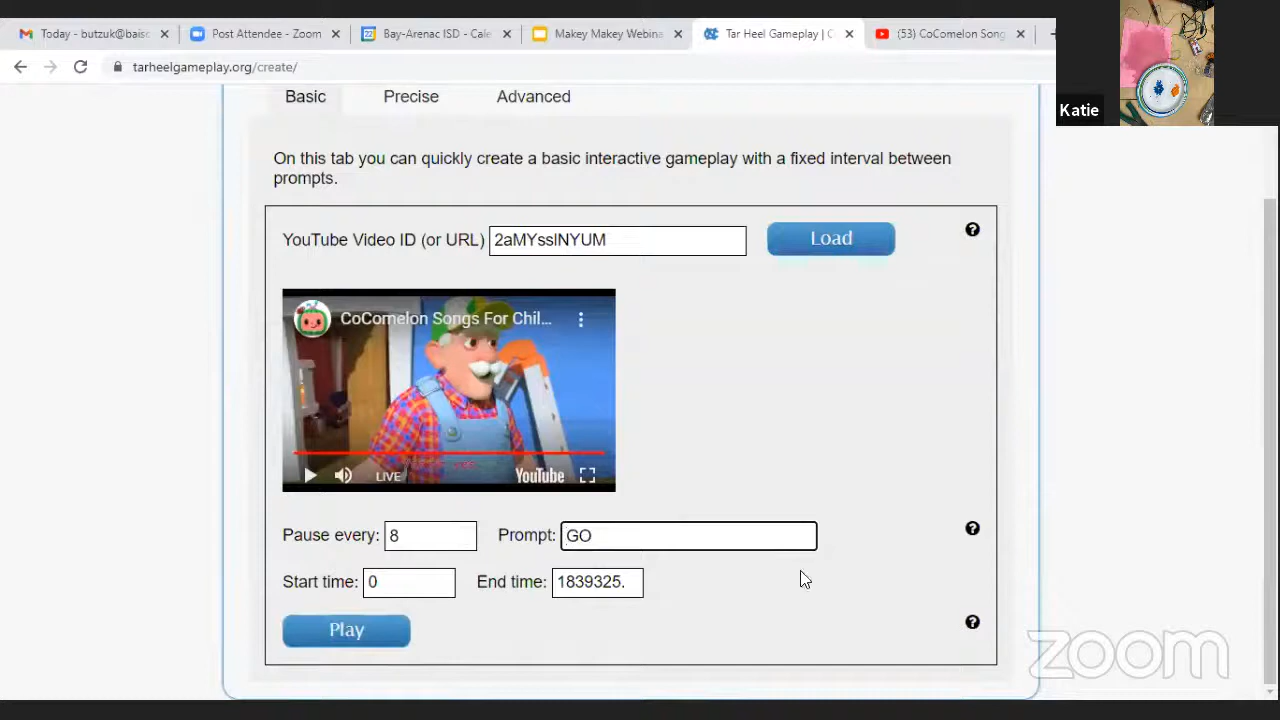 Today - butzuk@baisd
Post Attendee - Zoom
Bay-Arenac ISD - Cale
Makey Makey Webina
Tar Heel Gameplay | C
(53) CoComelon Song
tarheelgameplay.org/create/
Katie
Basic
Precise
Advanced
On this tab you can quickly create a basic interactive gameplay with a fixed interval between
prompts.
YouTube Video ID (or URL) 2aMYsslNYUM
Load
CoComelon Songs For Chil...
LIVE
YouTube
Pause every: 8 Prompt: GO
Start time: 0 End time: 1839325.
Play
zoom